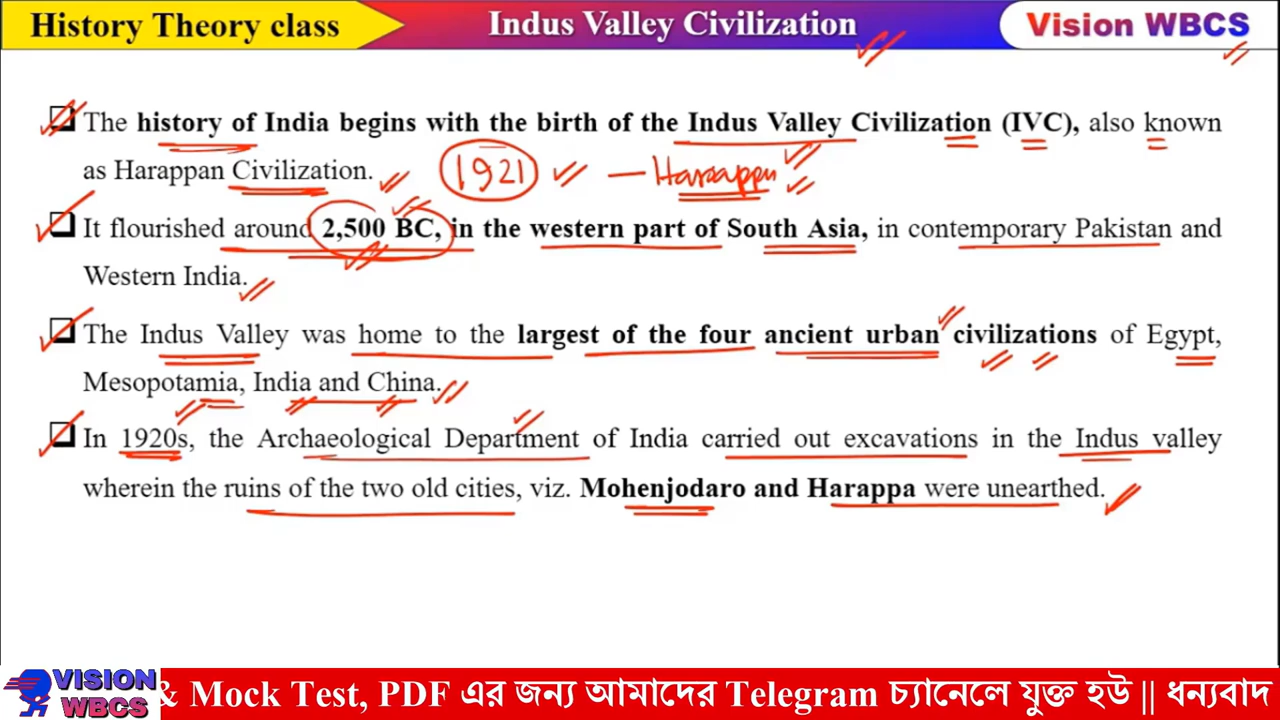 History Theory class
Indus Valley Civilization
Vision WBCS
The history of India begins with the birth of the Indus Valley Civilization (IVC), also known
as Harappan Civilization.
1921 — Harappa
It flourished around 2,500 BC, in the western part of South Asia, in contemporary Pakistan and
Western India.
The Indus Valley was home to the largest of the four ancient urban civilizations of Egypt,
Mesopotamia, India and China.
In 1920s, the Archaeological Department of India carried out excavations in the Indus valley
wherein the ruins of the two old cities, viz. Mohenjodaro and Harappa were unearthed.
VISION
WBCS
& Mock Test, PDF এর জন্য আমাদের Telegram চ্যানেলে যুক্ত হউ || ধন্যবাদ